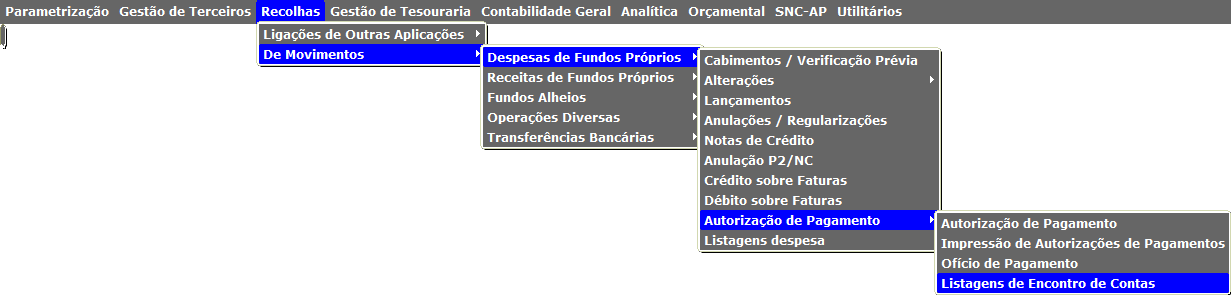 Parametrização Gestão de Terceiros Recolhas Gestão de Tesouraria Contabilidade Geral Analítica Orçamental SNC-AP Utilitários
Ligações de Outras Aplicações
De Movimentos
Despesas de Fundos Próprios
Receitas de Fundos Próprios
Fundos Alheios
Operações Diversas
Transferências Bancárias
Cabimentos / Verificação Prévia
Alterações
Lançamentos
Anulações / Regularizações
Notas de Crédito
Anulação P2/NC
Crédito sobre Faturas
Débito sobre Faturas
Autorização de Pagamento
Listagens despesa
Autorização de Pagamento
Impressão de Autorizações de Pagamentos
Ofício de Pagamento
Listagens de Encontro de Contas